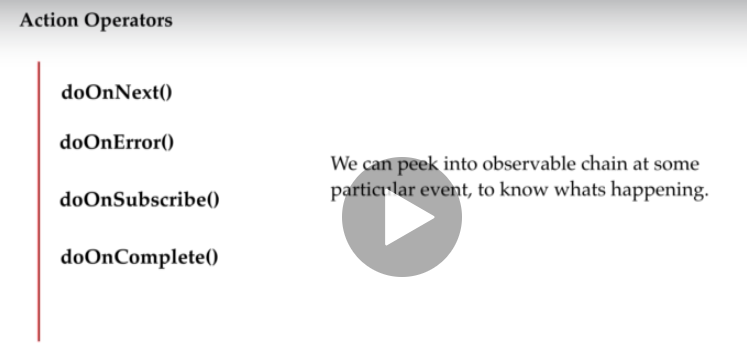 Action Operators
doOnNext()
doOnError()
doOnSubscribe()
doOnComplete()
We can peek into observable chain at some
particular event, to know whats happening.